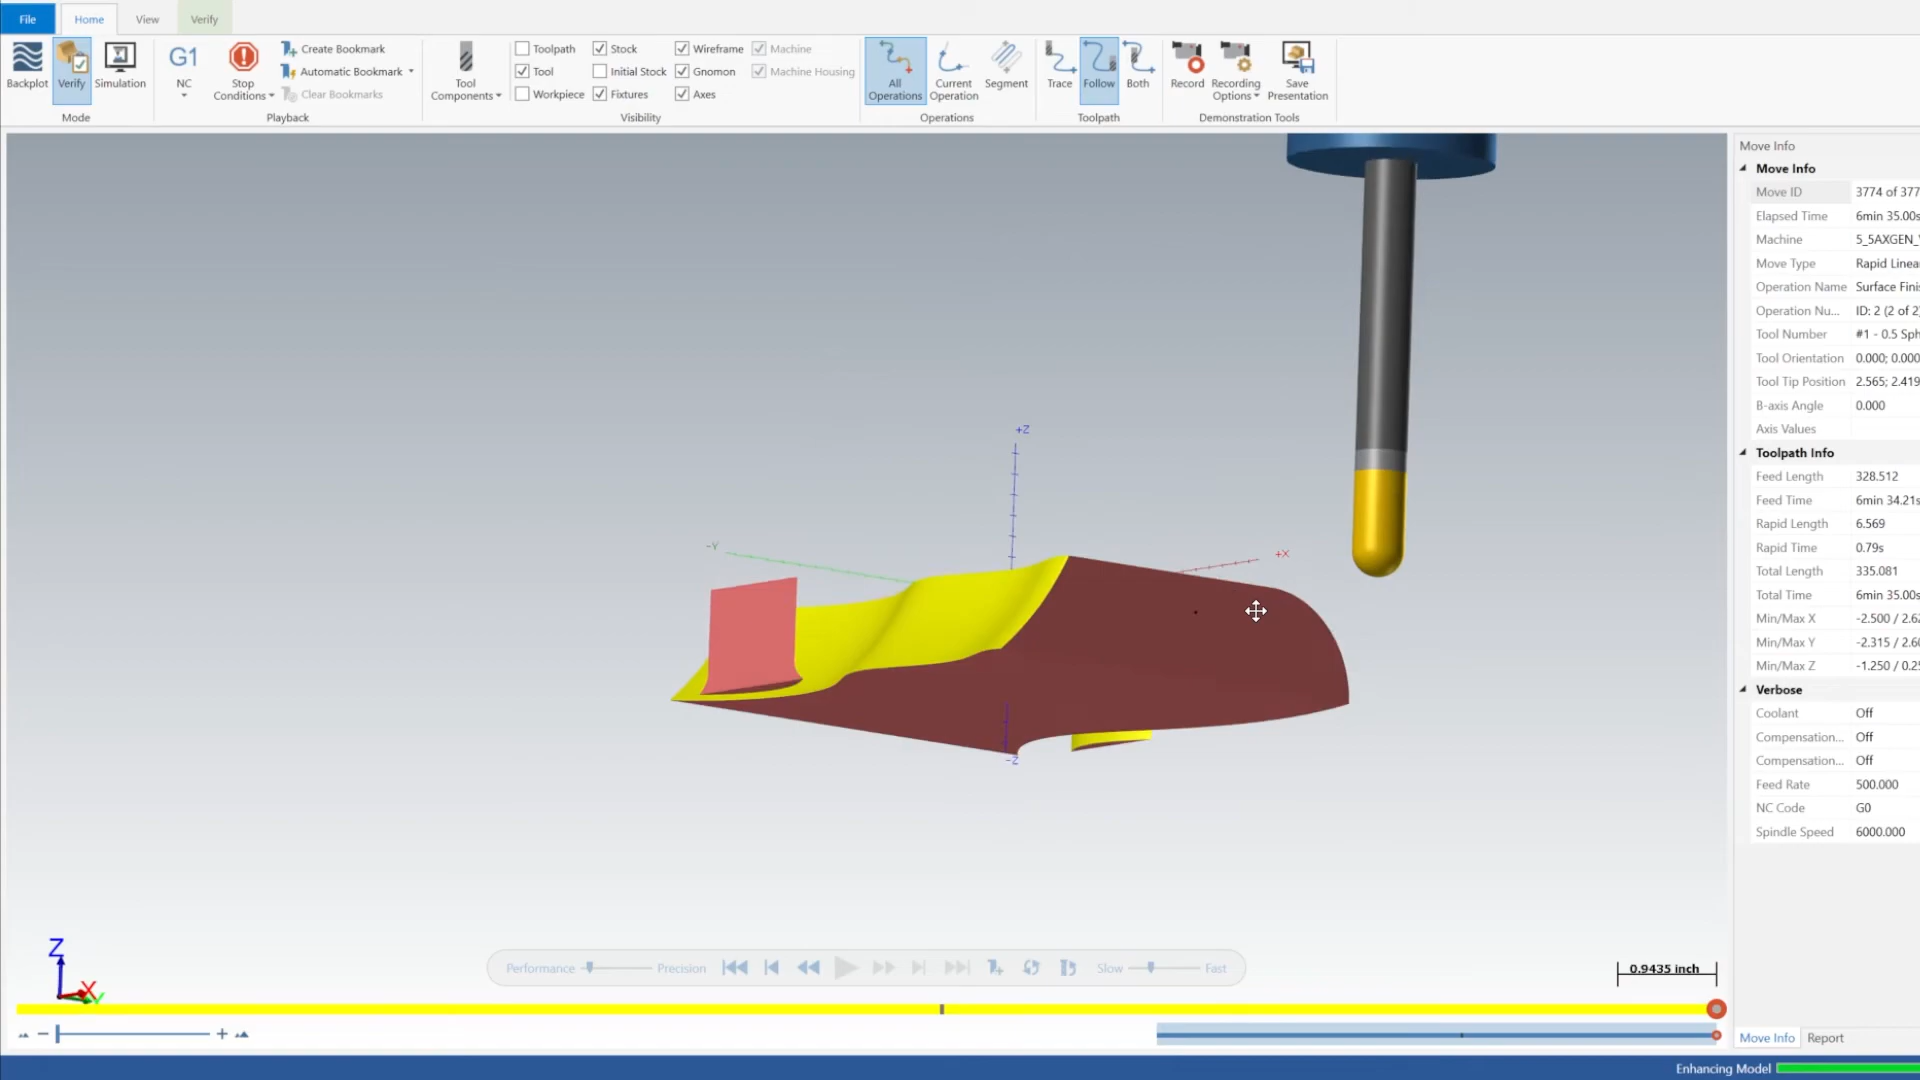 File Home View Verify
Backplot Verify Simulation
Mode
G1
NC
Stop Conditions
Create Bookmark
Automatic Bookmark
Clear Bookmarks
Playback
Tool Components
Toolpath Stock Wireframe Machine
Tool Initial Stock Gnomon Machine Housing
Workpiece Fixtures Axes
Visibility
All Operations
Current Operation
Segment
Operations
Trace Follow Both
Toolpath
Record
Recording Options
Save Presentation
Demonstration Tools
+Z
-Y
+X
-Z
Z
X
Y
Performance Precision Slow Fast
0.9435 inch
Move Info
Move Info
Move ID 3774 of 377
Elapsed Time 6min 35.00s
Machine 5_5AXGEN_
Move Type Rapid Linea
Operation Name Surface Finis
Operation Nu... ID: 2 (2 of 2)
Tool Number #1 - 0.5 Sph
Tool Orientation 0.000; 0.000
Tool Tip Position 2.565; 2.419
B-axis Angle 0.000
Axis Values
Toolpath Info
Feed Length 328.512
Feed Time 6min 34.21s
Rapid Length 6.569
Rapid Time 0.79s
Total Length 335.081
Total Time 6min 35.00s
Min/Max X -2.500 / 2.62
Min/Max Y -2.315 / 2.60
Min/Max Z -1.250 / 0.25
Verbose
Coolant Off
Compensation... Off
Compensation... Off
Feed Rate 500.000
NC Code G0
Spindle Speed 6000.000
Move Info Report
Enhancing Model